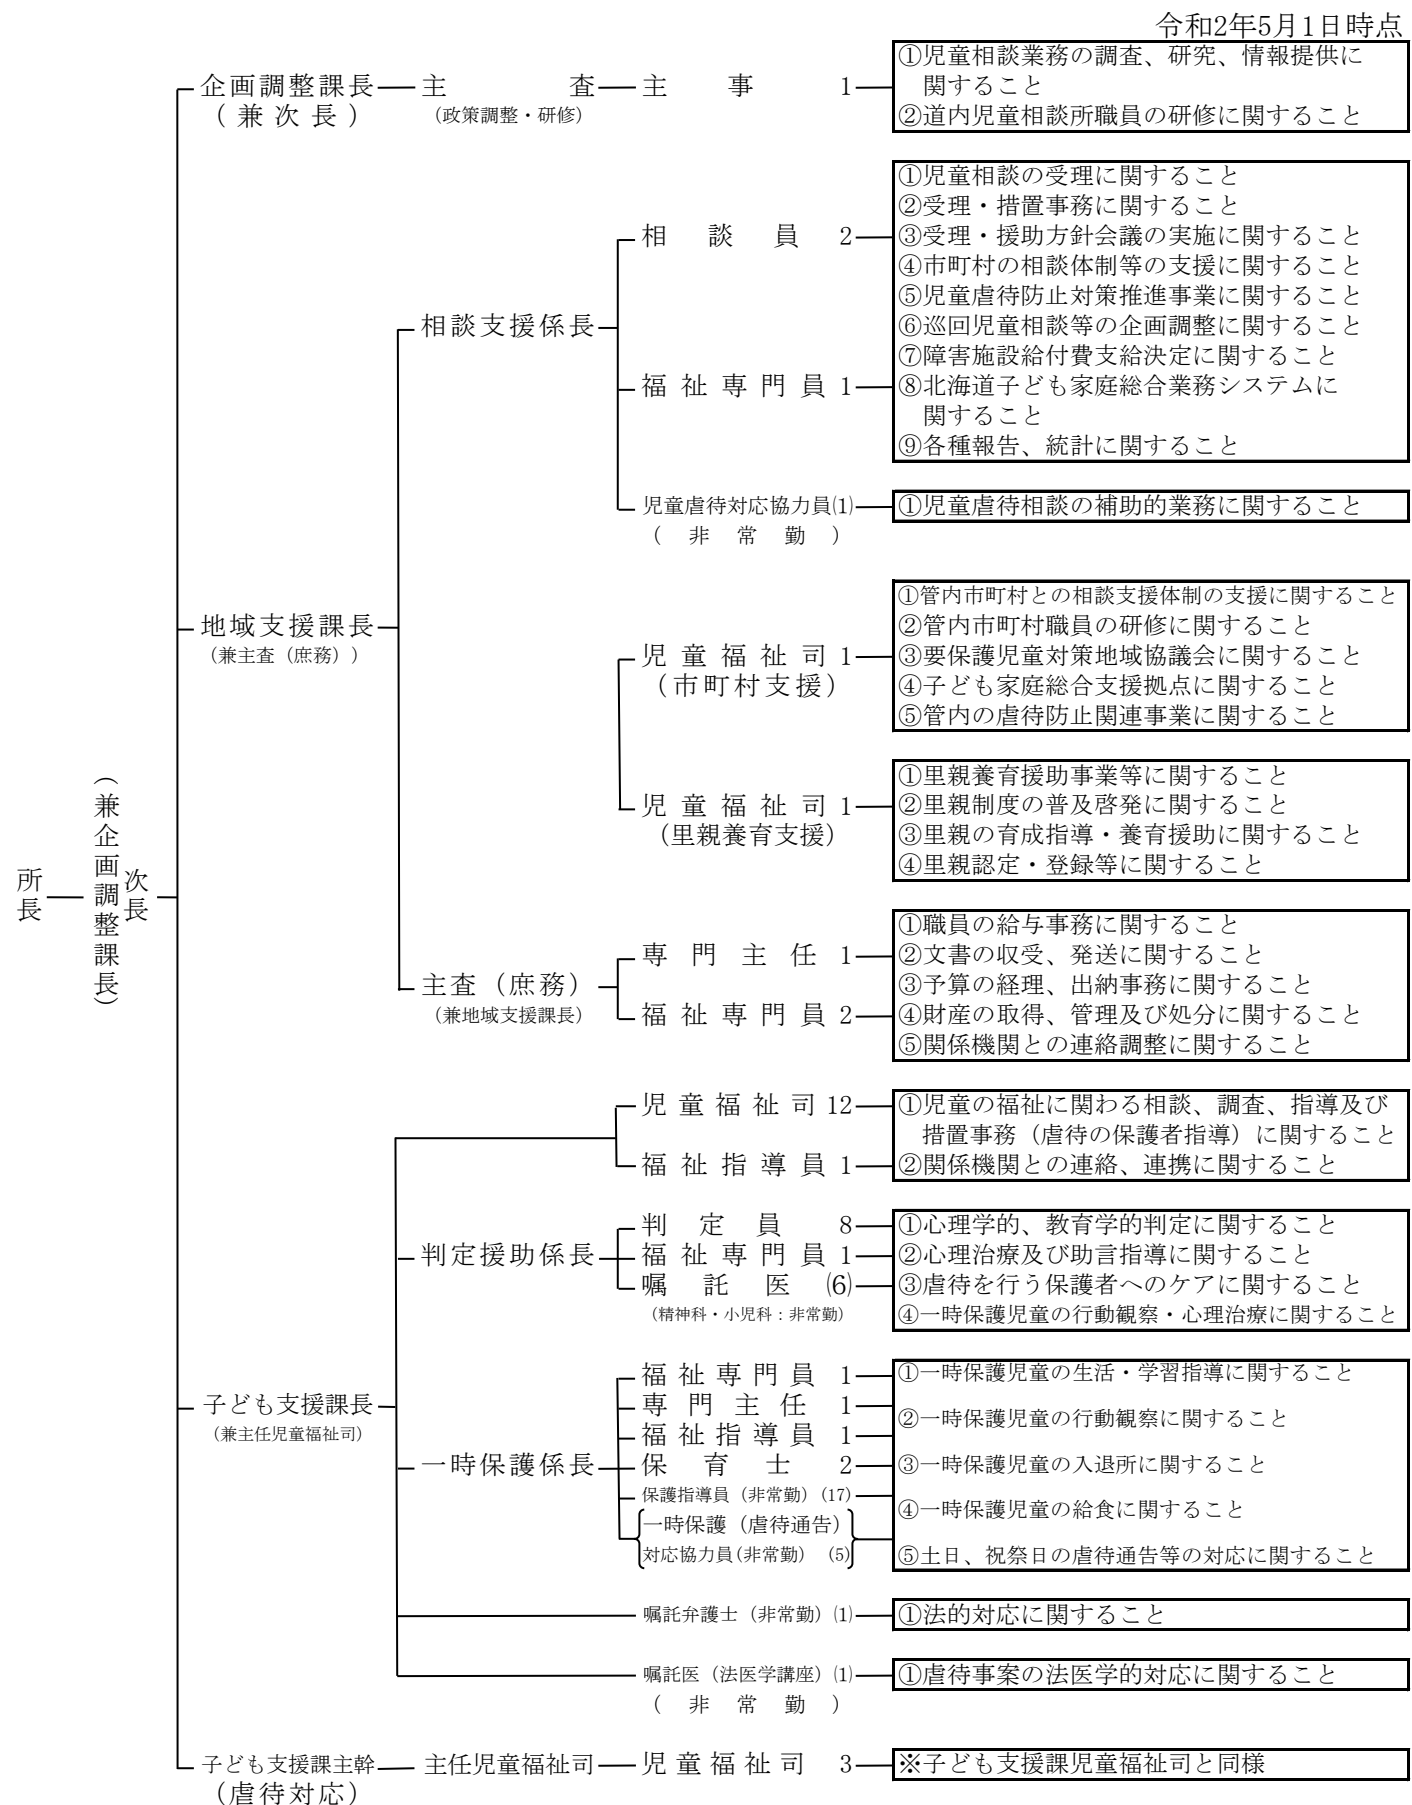 令和2年5月1日時点
所長
次長
（兼企画調整課長）
企画調整課長
（兼次長）
主査
（政策調整・研修）
主事 1
①児童相談業務の調査、研究、情報提供に
関すること
②道内児童相談所職員の研修に関すること
地域支援課長
（兼主査（庶務））
相談支援係長
相談員 2
福祉専門員 1
①児童相談の受理に関すること
②受理・措置事務に関すること
③受理・援助方針会議の実施に関すること
④市町村の相談体制等の支援に関すること
⑤児童虐待防止対策推進事業に関すること
⑥巡回児童相談等の企画調整に関すること
⑦障害施設給付費支給決定に関すること
⑧北海道子ども家庭総合業務システムに
関すること
⑨各種報告、統計に関すること
児童虐待対応協力員⑴
（非常勤）
①児童虐待相談の補助的業務に関すること
児童福祉司 1
（市町村支援）
①管内市町村との相談支援体制の支援に関すること
②管内市町村職員の研修に関すること
③要保護児童対策地域協議会に関すること
④子ども家庭総合支援拠点に関すること
⑤管内の虐待防止関連事業に関すること
児童福祉司 1
（里親養育支援）
①里親養育援助事業等に関すること
②里親制度の普及啓発に関すること
③里親の育成指導・養育援助に関すること
④里親認定・登録等に関すること
主査（庶務）
（兼地域支援課長）
専門主任 1
福祉専門員 2
①職員の給与事務に関すること
②文書の収受、発送に関すること
③予算の経理、出納事務に関すること
④財産の取得、管理及び処分に関すること
⑤関係機関との連絡調整に関すること
子ども支援課長
（兼主任児童福祉司）
児童福祉司 12
福祉指導員 1
①児童の福祉に関わる相談、調査、指導及び
措置事務（虐待の保護者指導）に関すること
②関係機関との連絡、連携に関すること
判定援助係長
判定員 8
福祉専門員 1
嘱託医 ⑹
（精神科・小児科：非常勤）
①心理学的、教育学的判定に関すること
②心理治療及び助言指導に関すること
③虐待を行う保護者へのケアに関すること
④一時保護児童の行動観察・心理治療に関すること
一時保護係長
福祉専門員 1
専門主任 1
福祉指導員 1
保育士 2
保護指導員（非常勤）(17)
一時保護（虐待通告）
対応協力員(非常勤) (5)
①一時保護児童の生活・学習指導に関すること
②一時保護児童の行動観察に関すること
③一時保護児童の入退所に関すること
④一時保護児童の給食に関すること
⑤土日、祝祭日の虐待通告等の対応に関すること
嘱託弁護士（非常勤）⑴
①法的対応に関すること
嘱託医（法医学講座）⑴
（非常勤）
①虐待事案の法医学的対応に関すること
子ども支援課主幹
（虐待対応）
主任児童福祉司
児童福祉司 3
※子ども支援課児童福祉司と同様